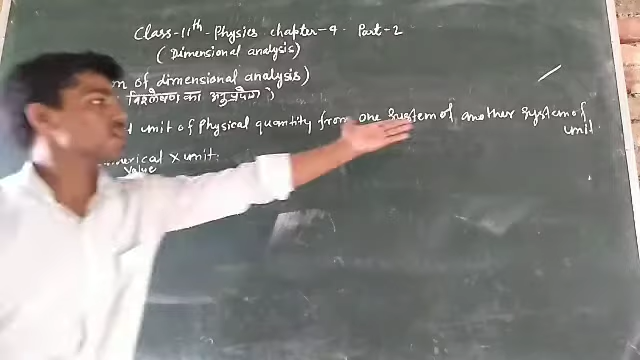 Class-11th-Physics chapter-4 Part-2
(Dimensional analysis)
of dimensional analysis)
विश्लेषण का अनुप्रयोग)
unit of Physical quantity from one system of another system of
unit
x unit.
value